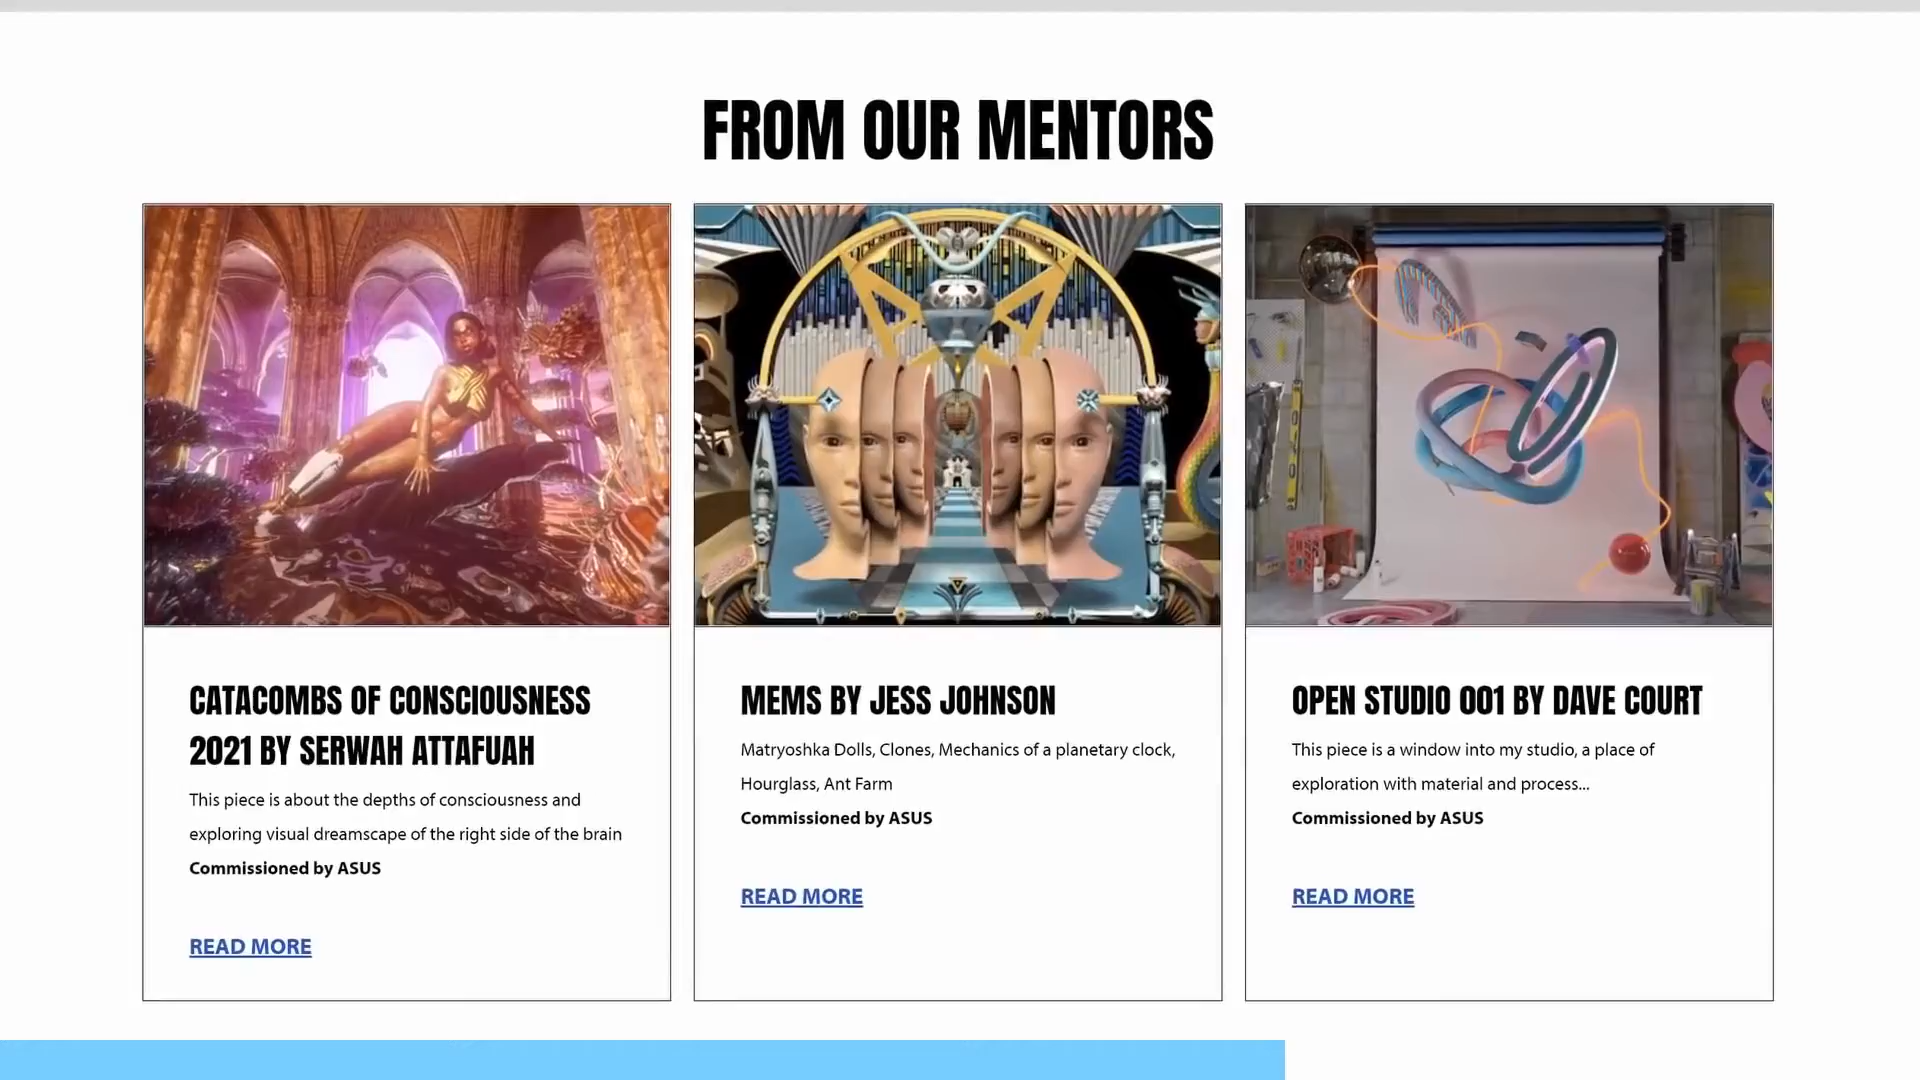 FROM OUR MENTORS
CATACOMBS OF CONSCIOUSNESS
2021 BY SERWAH ATTAFUAH
This piece is about the depths of consciousness and
exploring visual dreamscape of the right side of the brain
Commissioned by ASUS
READ MORE
MEMS BY JESS JOHNSON
Matryoshka Dolls, Clones, Mechanics of a planetary clock,
Hourglass, Ant Farm
Commissioned by ASUS
READ MORE
OPEN STUDIO 001 BY DAVE COURT
This piece is a window into my studio, a place of
exploration with material and process...
Commissioned by ASUS
READ MORE